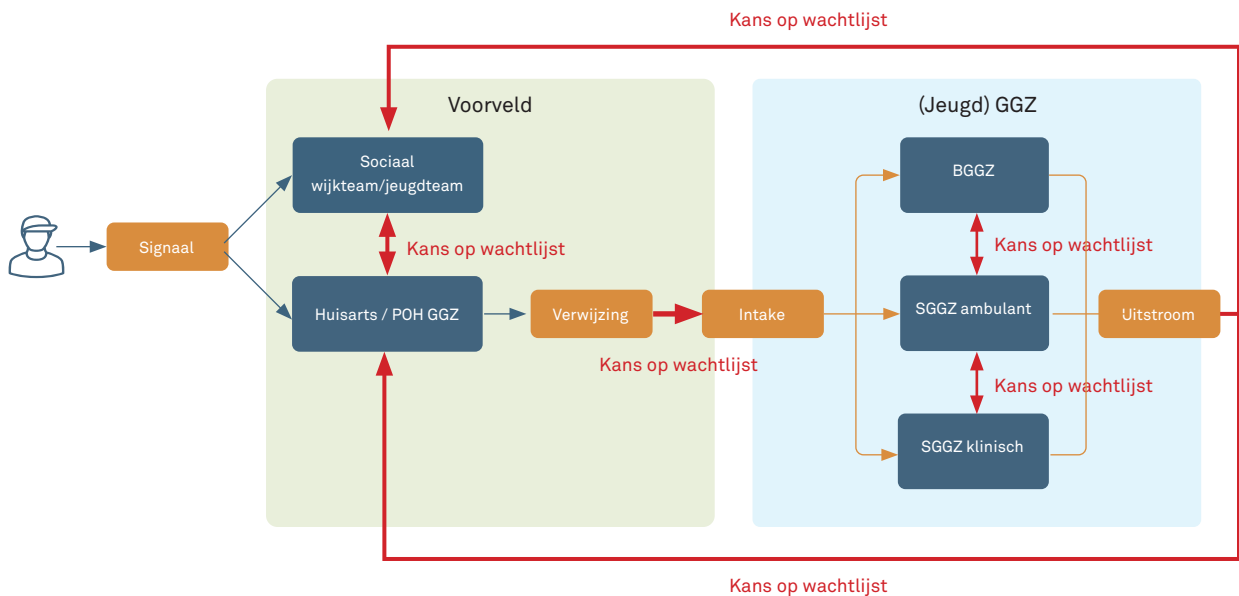 Kans op wachtlijst
Voorveld
(Jeugd) GGZ
Sociaal
wijkteam/jeugdteam
BGGZ
Signaal
Kans op wachtlijst
Kans op wachtlijst
Huisarts / POH GGZ
Verwijzing
Intake
SGGZ ambulant
Uitstroom
Kans op wachtlijst
Kans op wachtlijst
SGGZ klinisch
Kans op wachtlijst